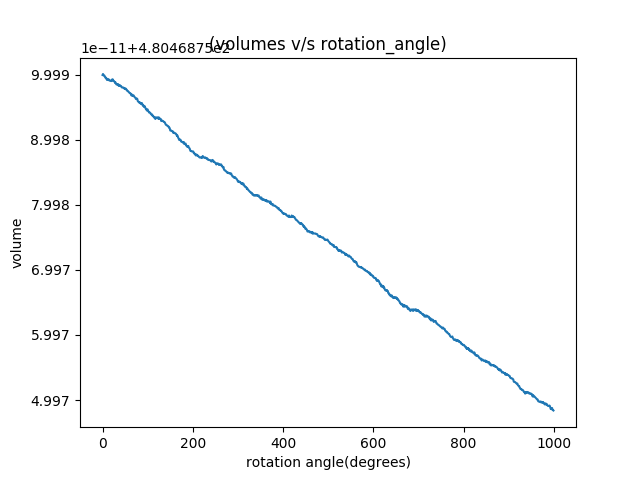 (volumes v/s rotation_angle)
1e−11+4.8046875e2
9.999
8.998
7.998
6.997
5.997
4.997
volume
0 200 400 600 800 1000
rotation angle(degrees)